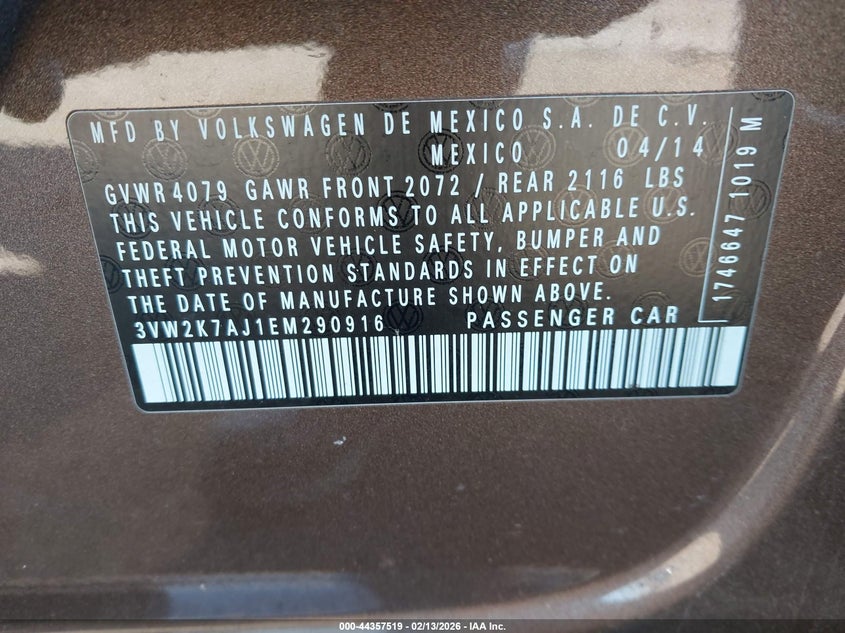 MFD BY VOLKSWAGEN DE MEXICO S.A. DE C.V.
MEXICO 04/14
GVWR 4079 GAWR FRONT 2072 / REAR 2116 LBS
THIS VEHICLE CONFORMS TO ALL APPLICABLE U.S.
FEDERAL MOTOR VEHICLE SAFETY, BUMPER AND
THEFT PREVENTION STANDARDS IN EFFECT ON
THE DATE OF MANUFACTURE SHOWN ABOVE.
3VW2K7AJ1EM290916 PASSENGER CAR
1746647 1019 M
000-44357519 - 02/13/2026 - IAA Inc.